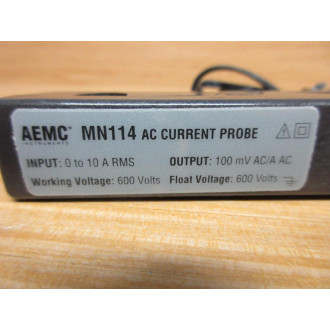 AEMC MN114 AC CURRENT PROBE
INSTRUMENTS
INPUT: 0 to 10 A RMS OUTPUT: 100 mV AC/A AC
Working Voltage: 600 Volts Float Voltage: 600 Volts